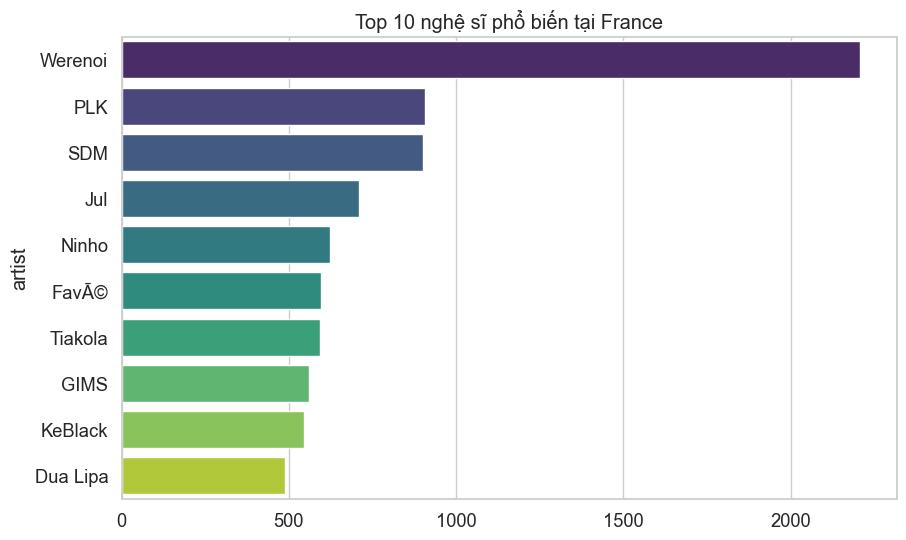 Top 10 nghệ sĩ phổ biến tại France
artist
Werenoi
PLK
SDM
Jul
Ninho
FavÃ©
Tiakola
GIMS
KeBlack
Dua Lipa
0 500 1000 1500 2000